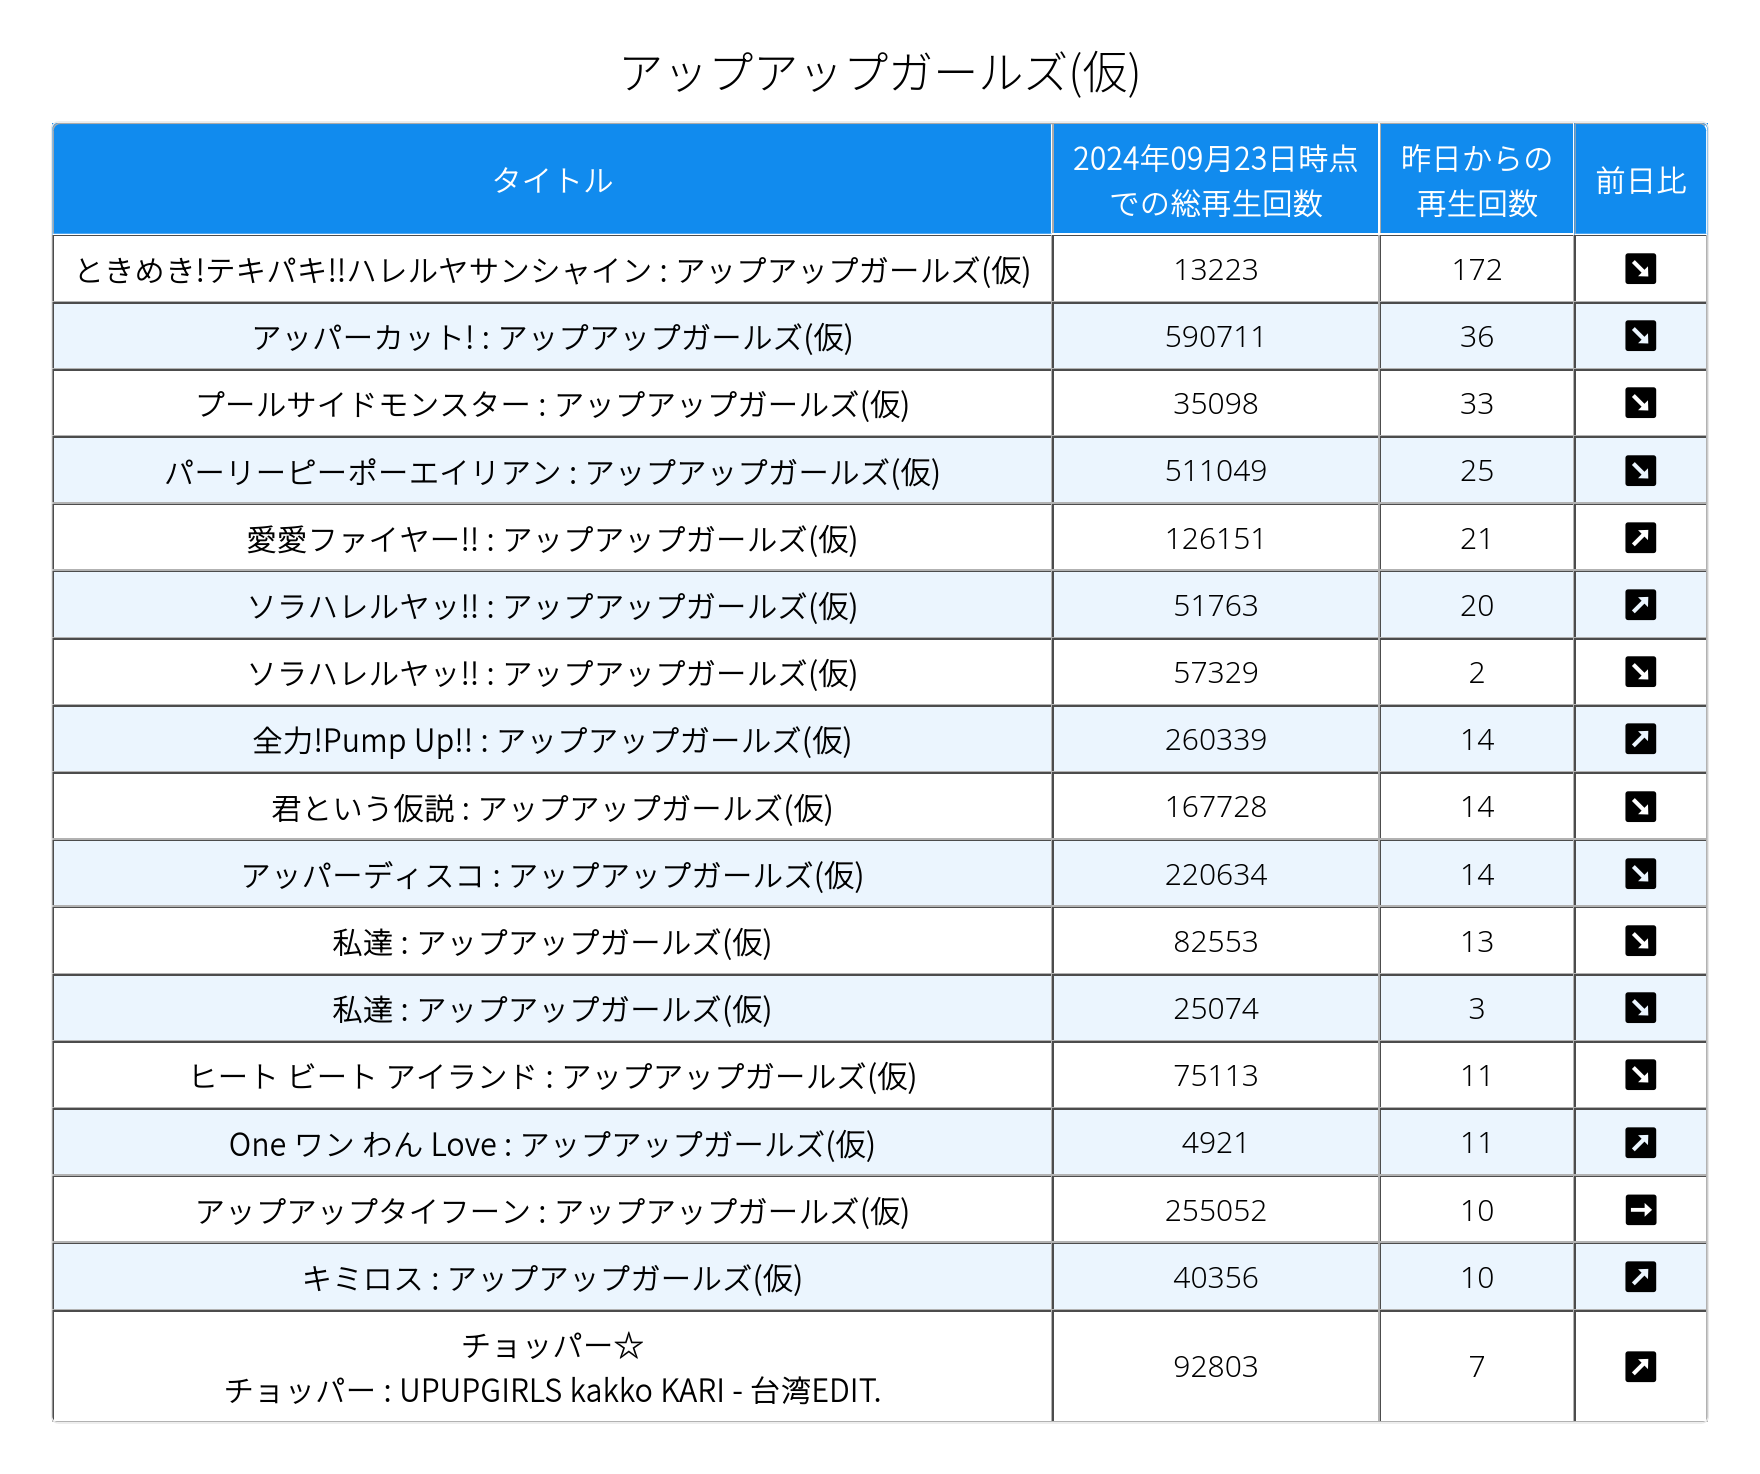 アップアップガールズ(仮)
タイトル
2024年09月23日時点
での総再生回数
昨日からの
再生回数
前日比
ときめき!テキパキ!!ハレルヤサンシャイン : アップアップガールズ(仮) 13223 172 ↘
アッパーカット! : アップアップガールズ(仮) 590711 36 ↘
プールサイドモンスター : アップアップガールズ(仮) 35098 33 ↘
パーリーピーポーエイリアン : アップアップガールズ(仮) 511049 25 ↘
愛愛ファイヤー!! : アップアップガールズ(仮) 126151 21 ↗
ソラハレルヤッ!! : アップアップガールズ(仮) 51763 20 ↗
ソラハレルヤッ!! : アップアップガールズ(仮) 57329 2 ↘
全力!Pump Up!! : アップアップガールズ(仮) 260339 14 ↗
君という仮説 : アップアップガールズ(仮) 167728 14 ↘
アッパーディスコ : アップアップガールズ(仮) 220634 14 ↘
私達 : アップアップガールズ(仮) 82553 13 ↘
私達 : アップアップガールズ(仮) 25074 3 ↘
ヒート ビート アイランド : アップアップガールズ(仮) 75113 11 ↘
One ワン わん Love : アップアップガールズ(仮) 4921 11 ↗
アップアップタイフーン : アップアップガールズ(仮) 255052 10 →
キミロス : アップアップガールズ(仮) 40356 10 ↗
チョッパー☆
チョッパー : UPUPGIRLS kakko KARI - 台湾EDIT. 92803 7 ↗